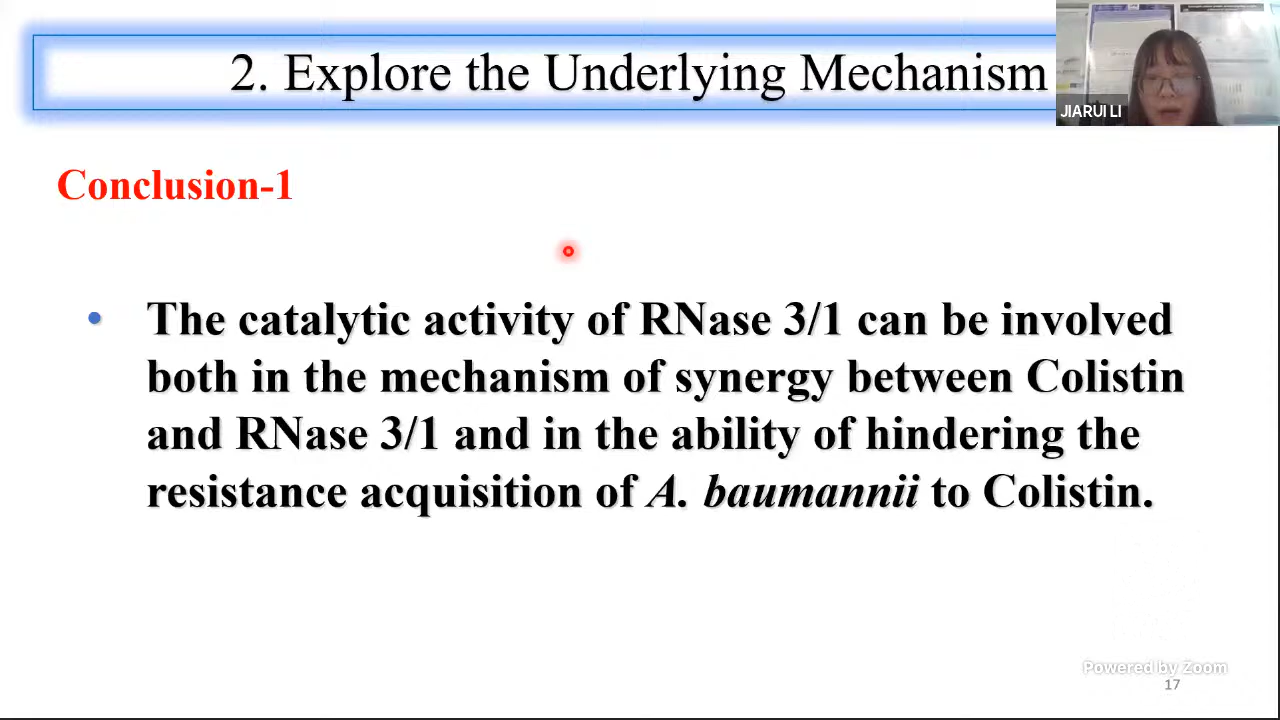 2. Explore the Underlying Mechanism
JIARUI LI
Conclusion-1
• The catalytic activity of RNase 3/1 can be involved
both in the mechanism of synergy between Colistin
and RNase 3/1 and in the ability of hindering the
resistance acquisition of A. baumannii to Colistin.
Powered by Zoom
17